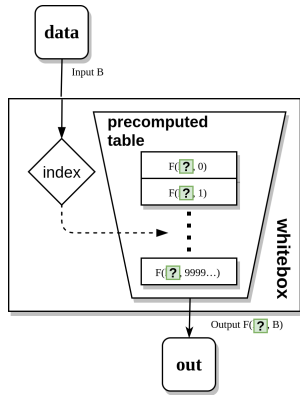 data
Input B
precomputed
table
F(?, 0)
index
F(?, 1)
F(?, 9999...)
whitebox
Output F(?, B)
out